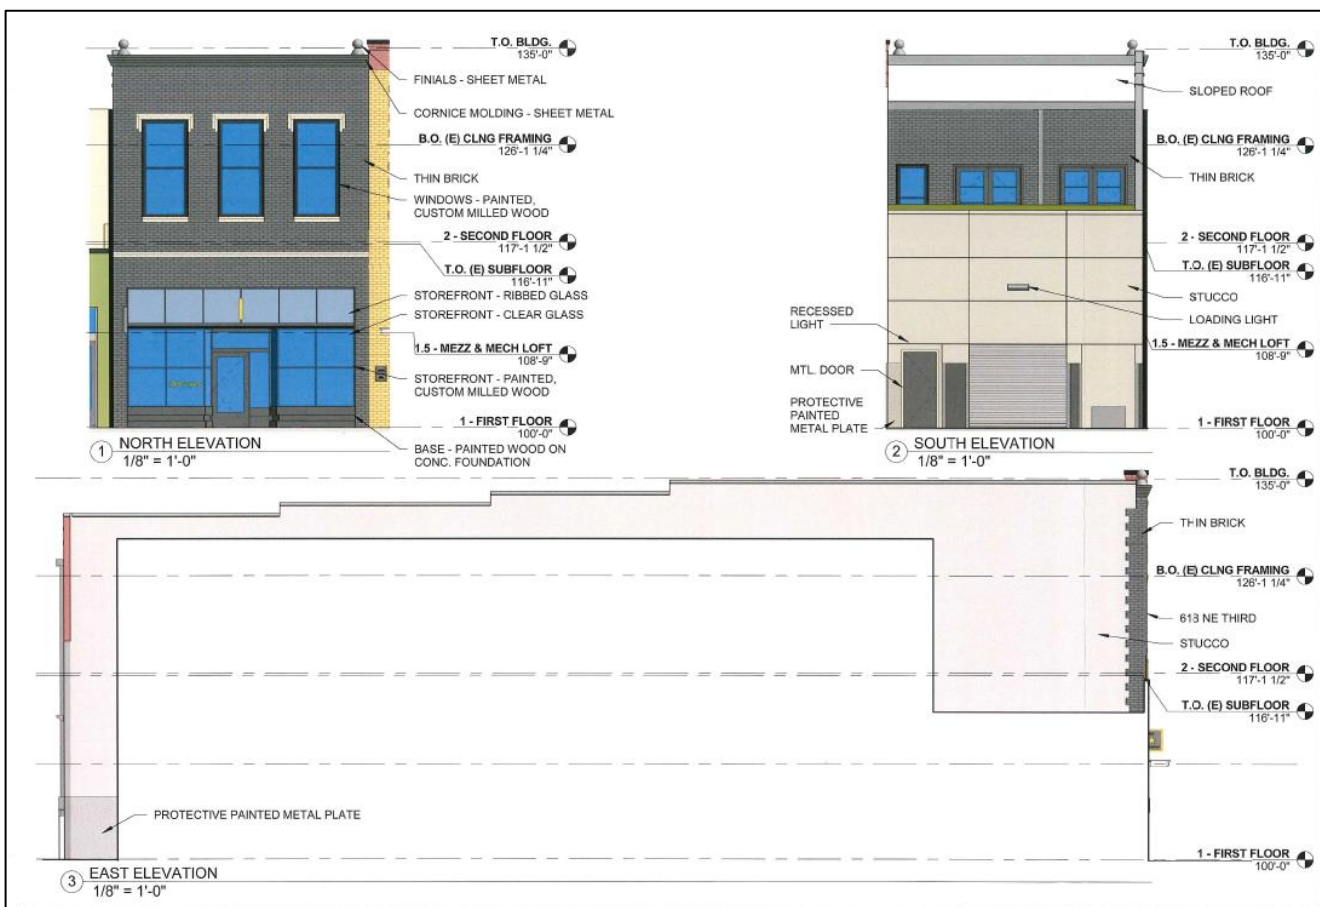 T.O. BLDG.
135'-0"
FINIALS - SHEET METAL
CORNICE MOLDING - SHEET METAL
B.O. (E) CLNG FRAMING
126'-1 1/4"
THIN BRICK
WINDOWS - PAINTED,
CUSTOM MILLED WOOD
2 - SECOND FLOOR
117'-1 1/2"
T.O. (E) SUBFLOOR
116'-11"
STOREFRONT - RIBBED GLASS
STOREFRONT - CLEAR GLASS
1.5 - MEZZ & MECH LOFT
108'-9"
STOREFRONT - PAINTED,
CUSTOM MILLED WOOD
1 - FIRST FLOOR
100'-0"
BASE - PAINTED WOOD ON
CONC. FOUNDATION
1 NORTH ELEVATION
1/8" = 1'-0"
T.O. BLDG.
135'-0"
SLOPED ROOF
B.O. (E) CLNG FRAMING
126'-1 1/4"
THIN BRICK
2 - SECOND FLOOR
117'-1 1/2"
T.O. (E) SUBFLOOR
116'-11"
STUCCO
LOADING LIGHT
1.5 - MEZZ & MECH LOFT
108'-9"
RECESSED
LIGHT
MTL. DOOR
PROTECTIVE
PAINTED
METAL PLATE
1 - FIRST FLOOR
100'-0"
2 SOUTH ELEVATION
1/8" = 1'-0"
T.O. BLDG.
135'-0"
THIN BRICK
B.O. (E) CLNG FRAMING
126'-1 1/4"
613 NE THIRD
STUCCO
2 - SECOND FLOOR
117'-1 1/2"
T.O. (E) SUBFLOOR
116'-11"
PROTECTIVE PAINTED METAL PLATE
1 - FIRST FLOOR
100'-0"
3 EAST ELEVATION
1/8" = 1'-0"